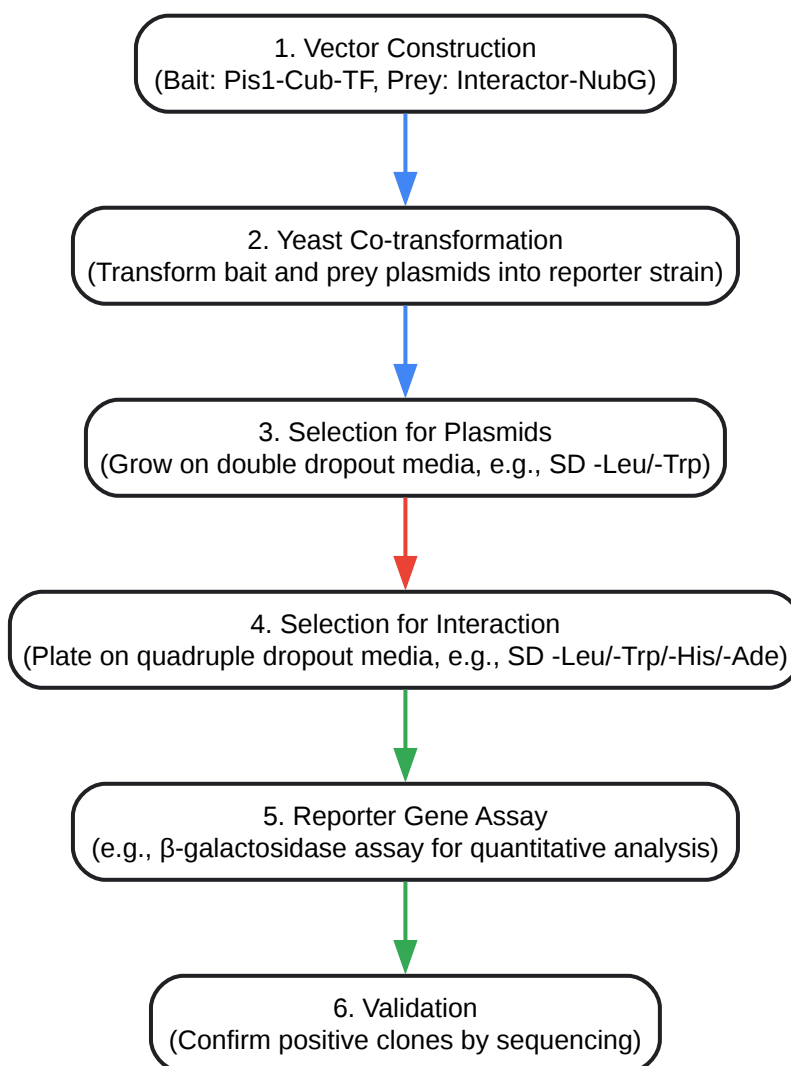 1. Vector Construction
(Bait: Pis1-Cub-TF, Prey: Interactor-NubG)
2. Yeast Co-transformation
(Transform bait and prey plasmids into reporter strain)
3. Selection for Plasmids
(Grow on double dropout media, e.g., SD -Leu/-Trp)
4. Selection for Interaction
(Plate on quadruple dropout media, e.g., SD -Leu/-Trp/-His/-Ade)
5. Reporter Gene Assay
(e.g., β-galactosidase assay for quantitative analysis)
6. Validation
(Confirm positive clones by sequencing)